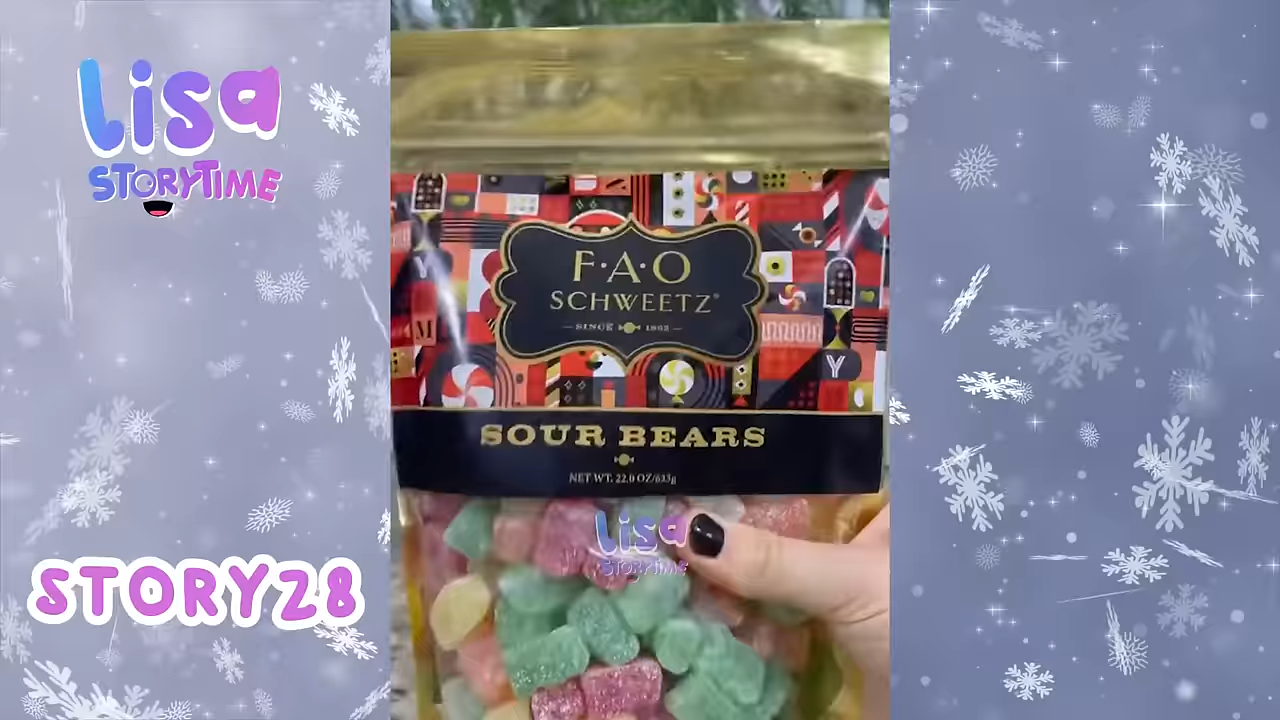 Lisa
STORYTIME
STORY28
F·A·O
SCHWEETZ®
SINCE 1862
SOUR BEARS
NET WT. 22.0 OZ/623g
Lisa
STORYTIME
M
Y
Y